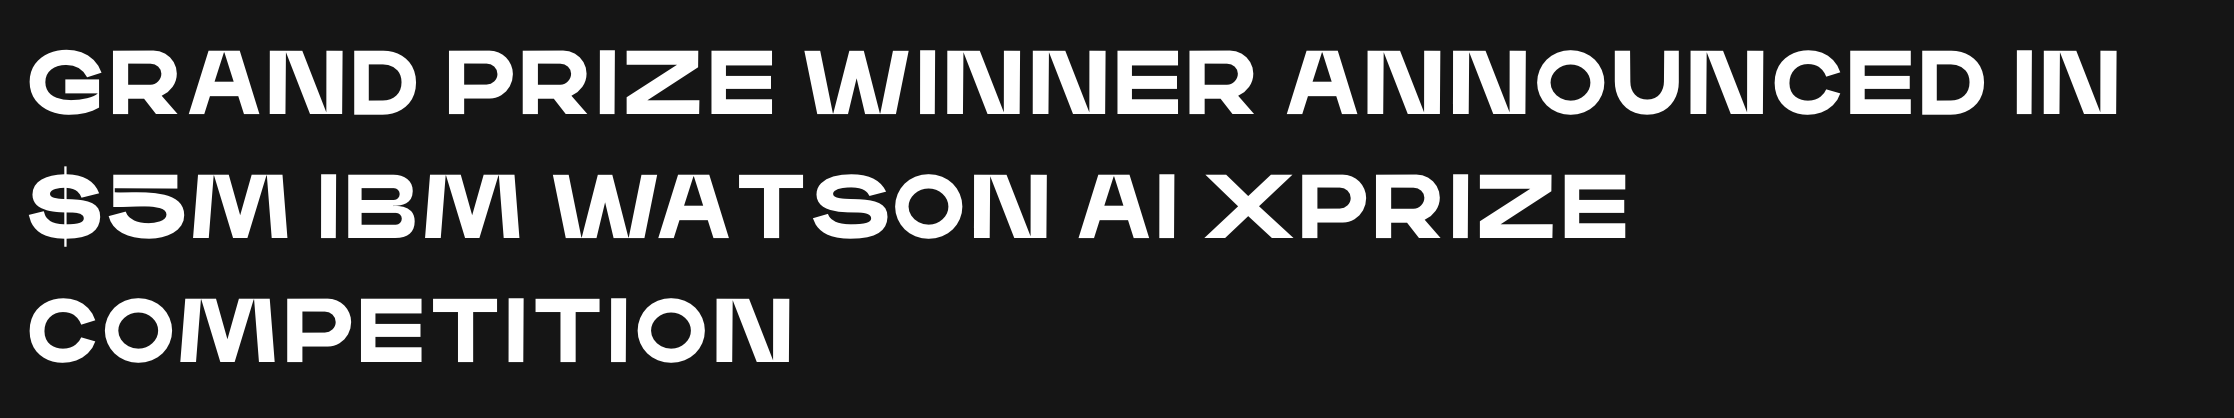 GRAND PRIZE WINNER ANNOUNCED IN
$5M IBM WATSON AI XPRIZE
COMPETITION